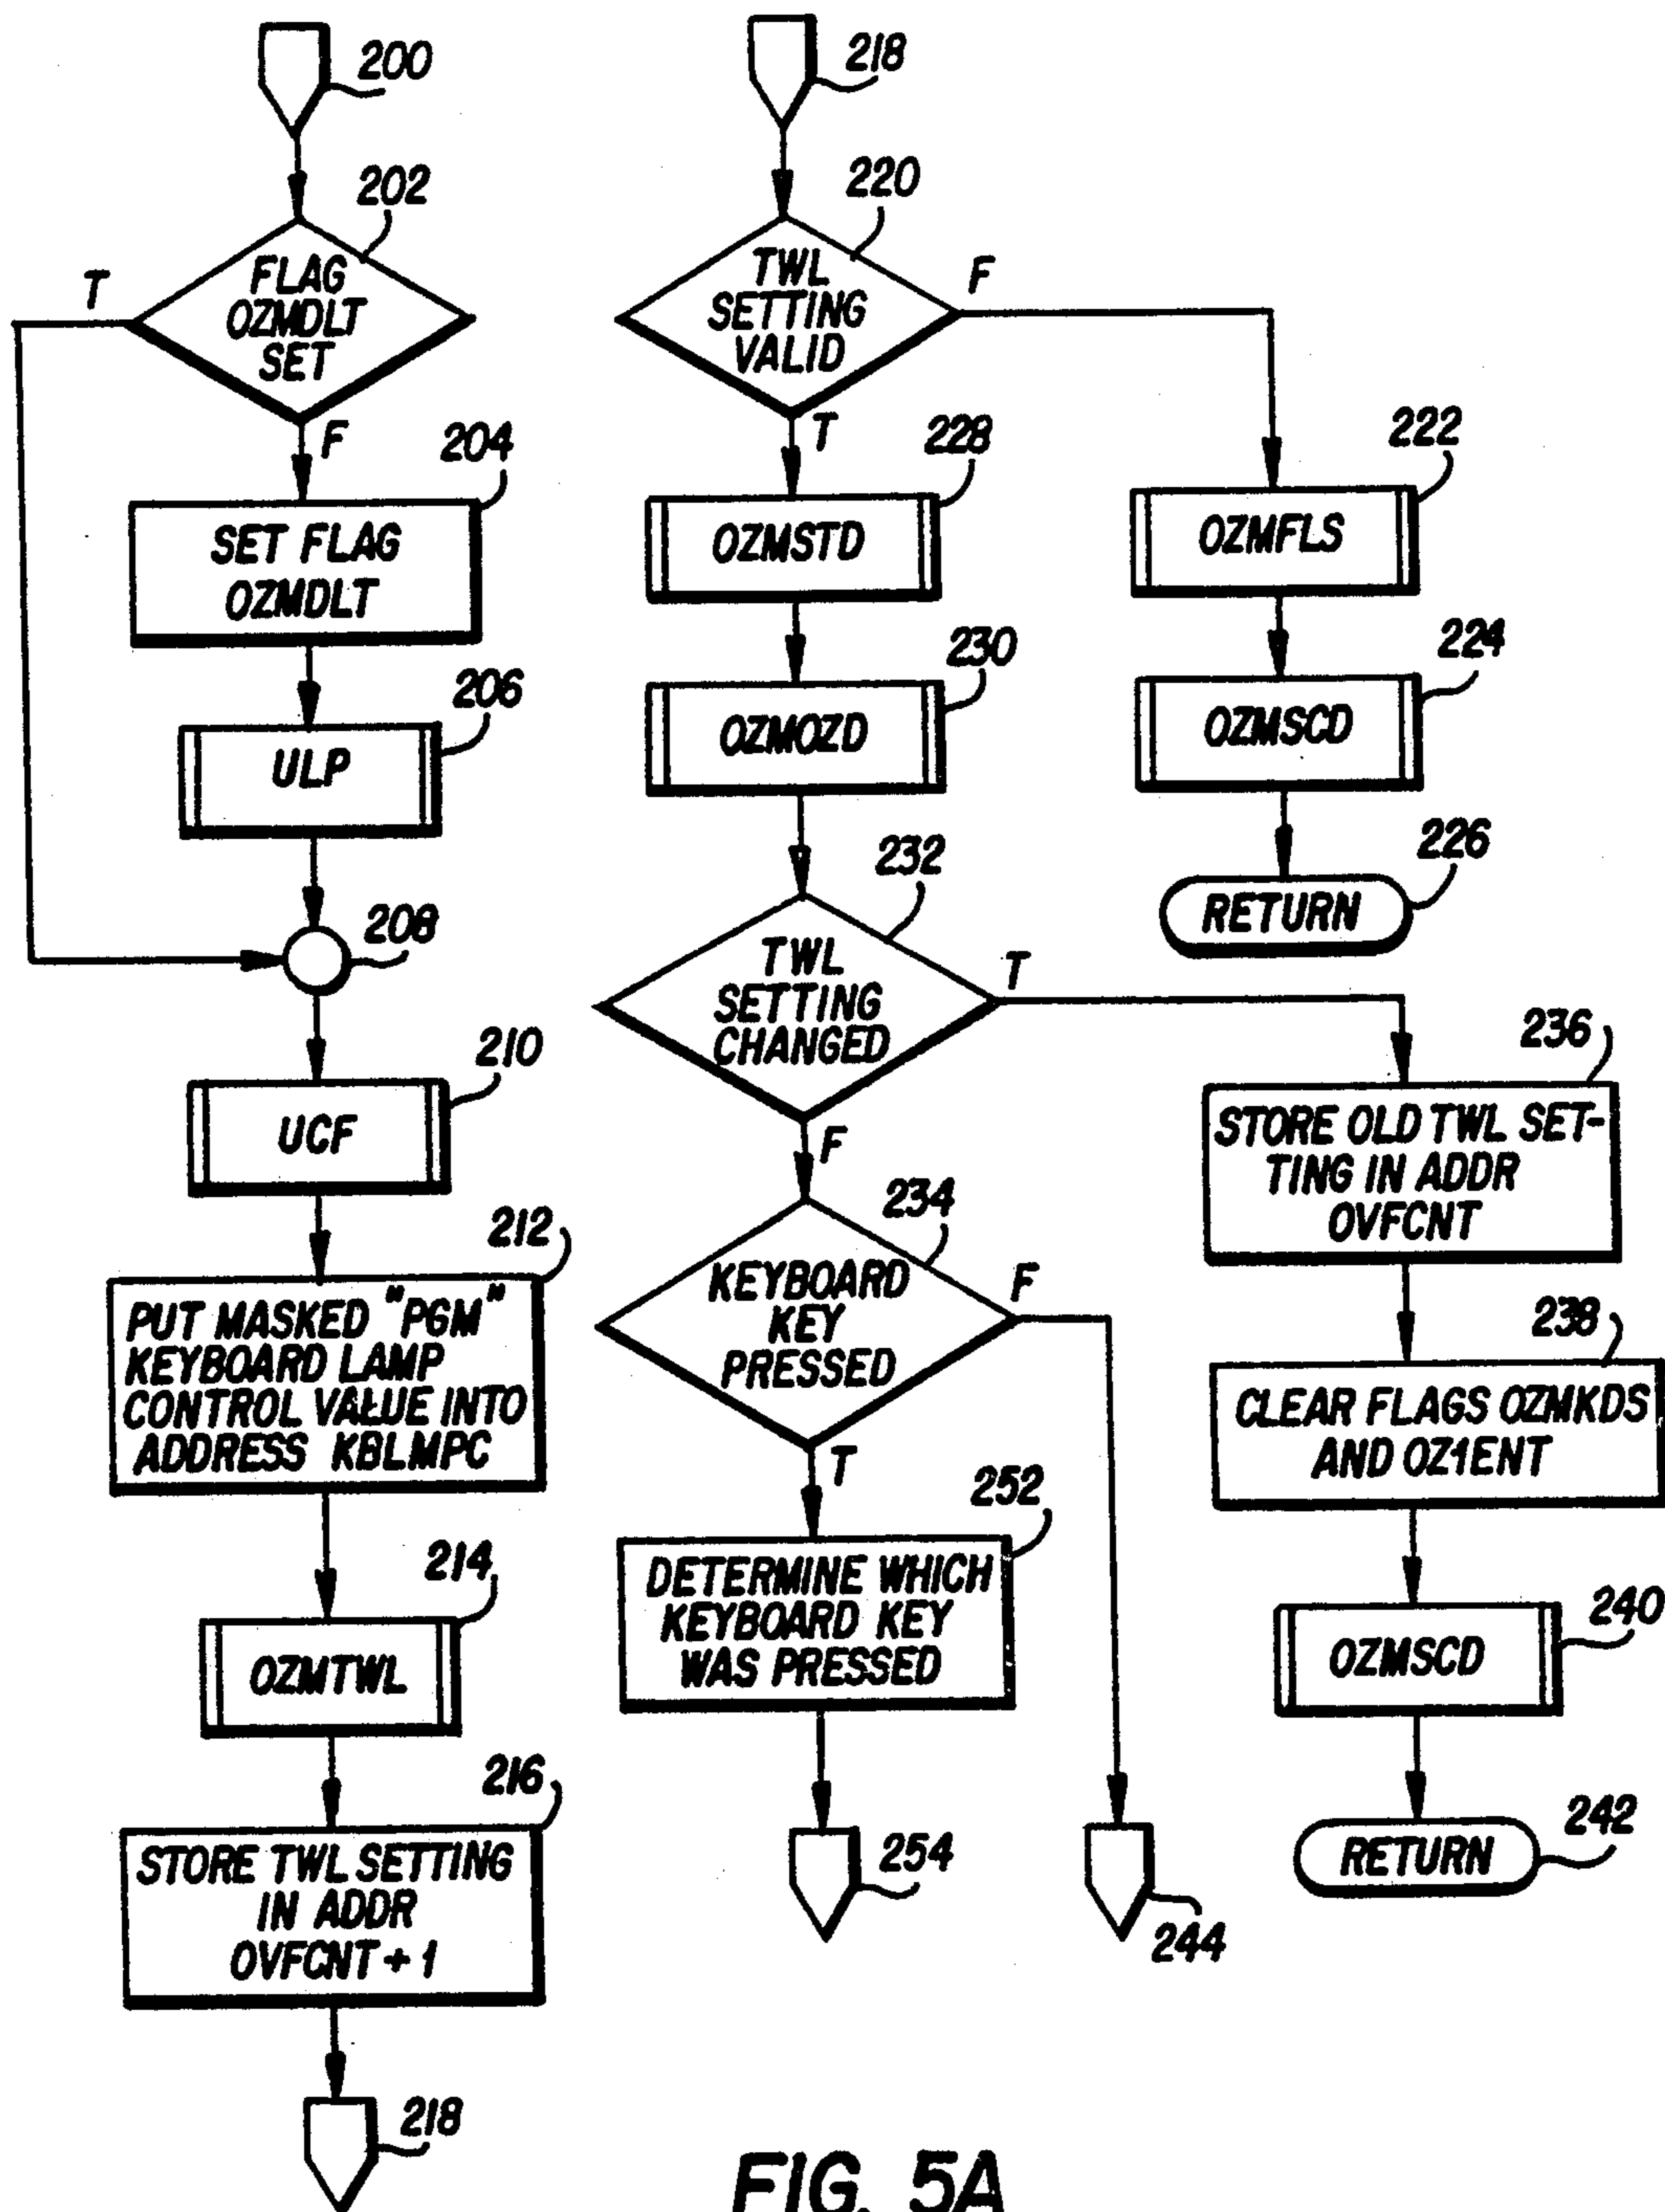 200
202
FLAG
OZMDLT
SET
T
F
204
SET FLAG
OZMDLT
206
ULP
208
210
UCF
212
PUT MASKED "PGM"
KEYBOARD LAMP
CONTROL VALUE INTO
ADDRESS KBLMPC
214
OZMTWL
216
STORE TWL SETTING
IN ADDR
OVFCNT + 1
218
218
220
TWL
SETTING
VALID
F
T
222
OZMFLS
224
OZMSCD
226
RETURN
228
OZMSTD
230
OZMOZD
232
TWL
SETTING
CHANGED
T
F
234
KEYBOARD
KEY
PRESSED
F
T
252
DETERMINE WHICH
KEYBOARD KEY
WAS PRESSED
254
244
236
STORE OLD TWL SET-
TING IN ADDR
OVFCNT
238
CLEAR FLAGS OZMKDS
AND OZ1ENT
240
OZMSCD
242
RETURN
FIG. 5A